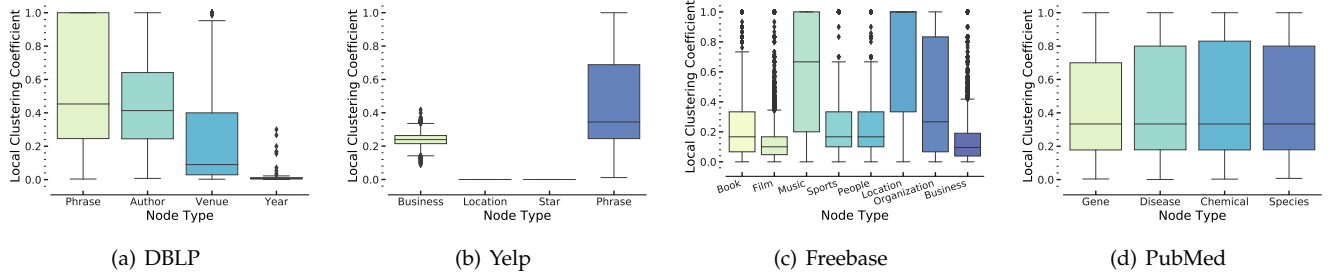 Local Clustering Coefficient
1.0
0.8
0.6
0.4
0.2
0.0
Phrase Author Venue Year
Node Type
(a) DBLP
Local Clustering Coefficient
1.0
0.8
0.6
0.4
0.2
0.0
Business Location Star Phrase
Node Type
(b) Yelp
Local Clustering Coefficient
1.0
0.8
0.6
0.4
0.2
0.0
Book Film Music Sports People Location Organization Business
Node Type
(c) Freebase
Local Clustering Coefficient
1.0
0.8
0.6
0.4
0.2
0.0
Gene Disease Chemical Species
Node Type
(d) PubMed